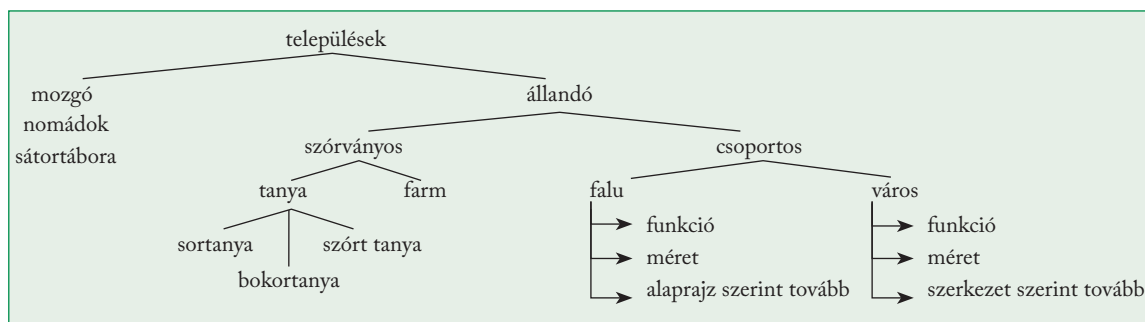 települések
mozgó
nomádok
sátortábora
állandó
szórványos
csoportos
tanya
farm
sortanya
bokortanya
szórt tanya
falu
funkció
méret
alaprajz szerint tovább
város
funkció
méret
szerkezet szerint tovább